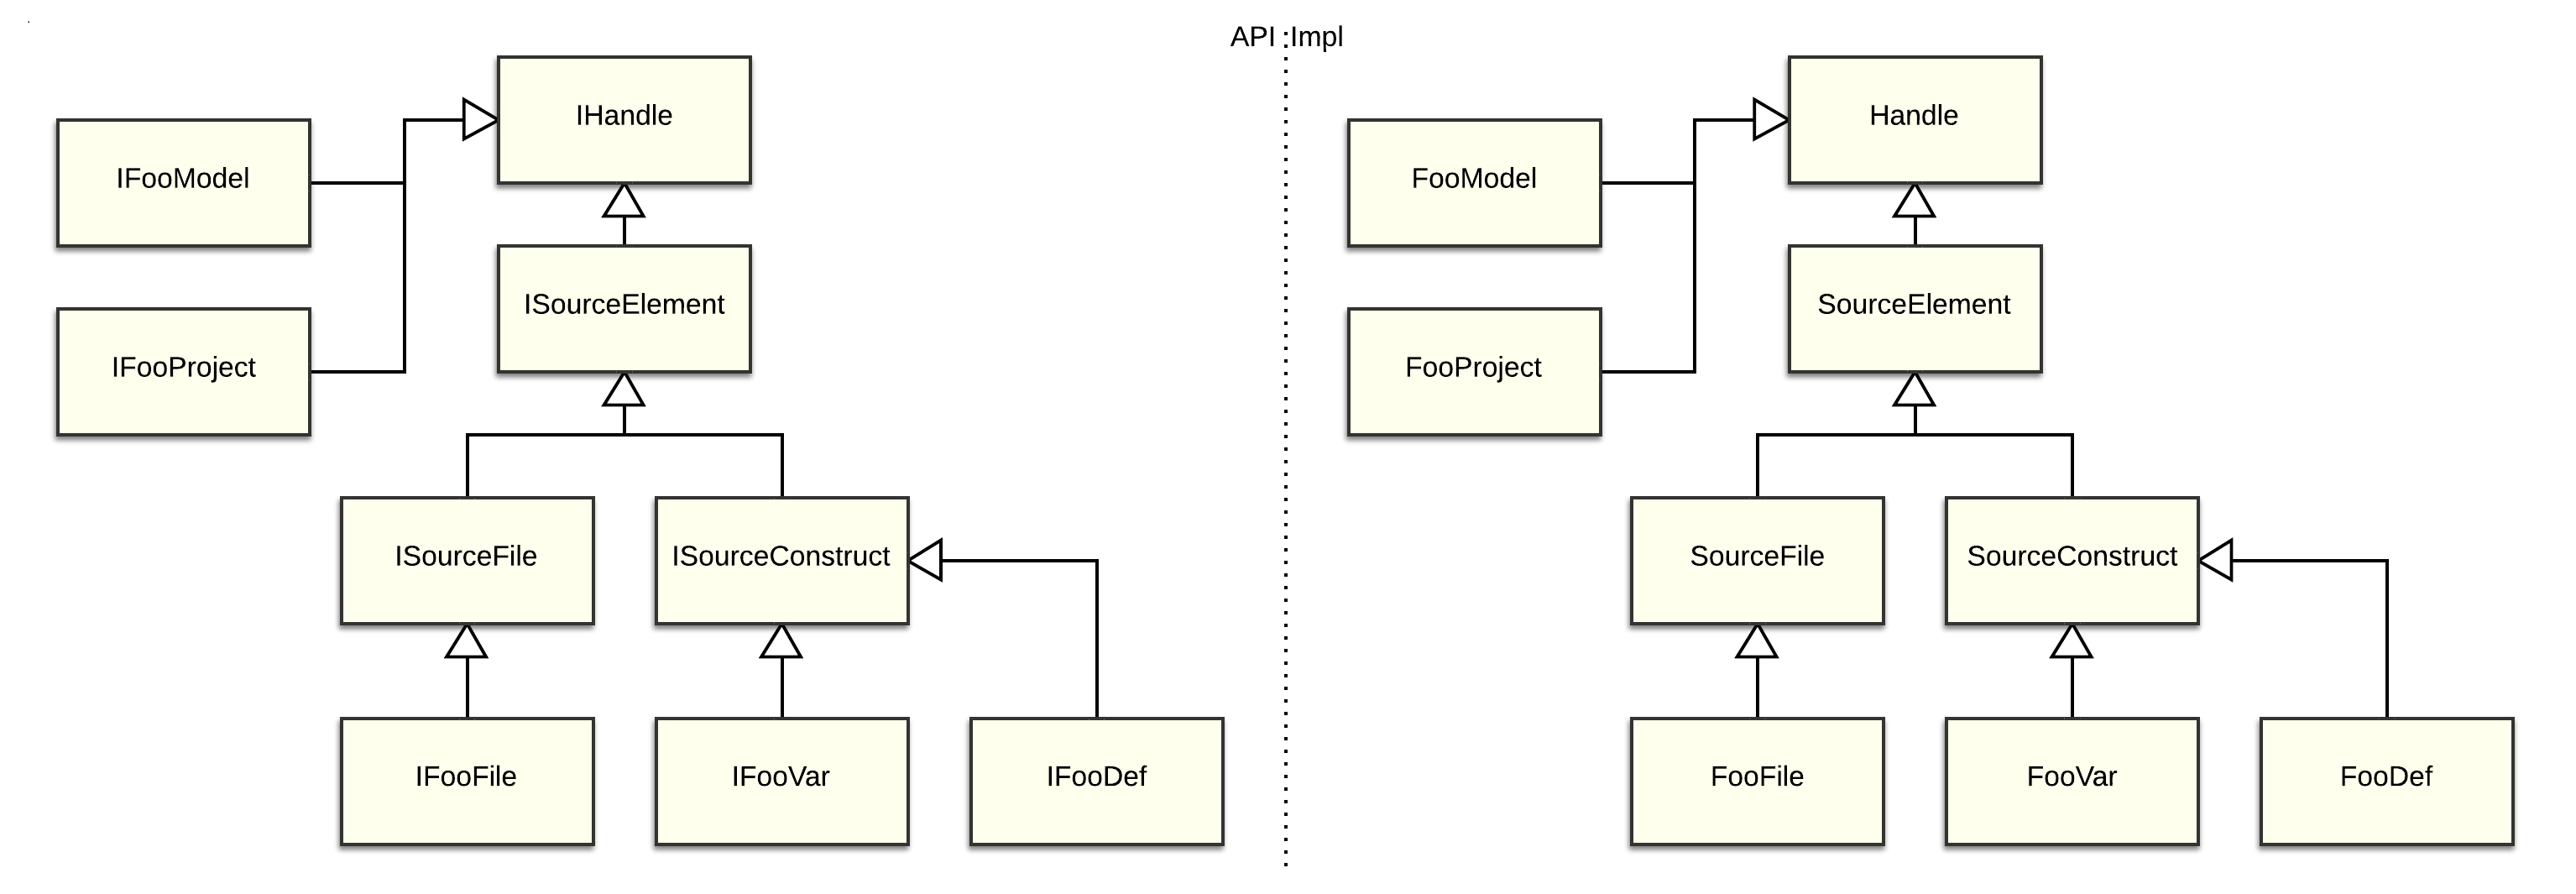 API Impl
IHandle
IFooModel
ISourceElement
IFooProject
ISourceFile
ISourceConstruct
IFooFile
IFooVar
IFooDef
Handle
FooModel
SourceElement
FooProject
SourceFile
SourceConstruct
FooFile
FooVar
FooDef